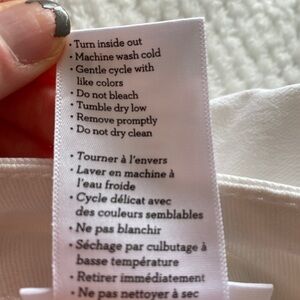 • Turn inside out
• Machine wash cold
• Gentle cycle with
like colors
• Do not bleach
• Tumble dry low
• Remove promptly
• Do not dry clean
• Tourner à l'envers
• Laver en machine à
l'eau froide
• Cycle délicat avec
des couleurs semblables
• Ne pas blanchir
• Séchage par culbutage à
basse température
• Retirer immédiatement
• Ne pas nettoyer à sec